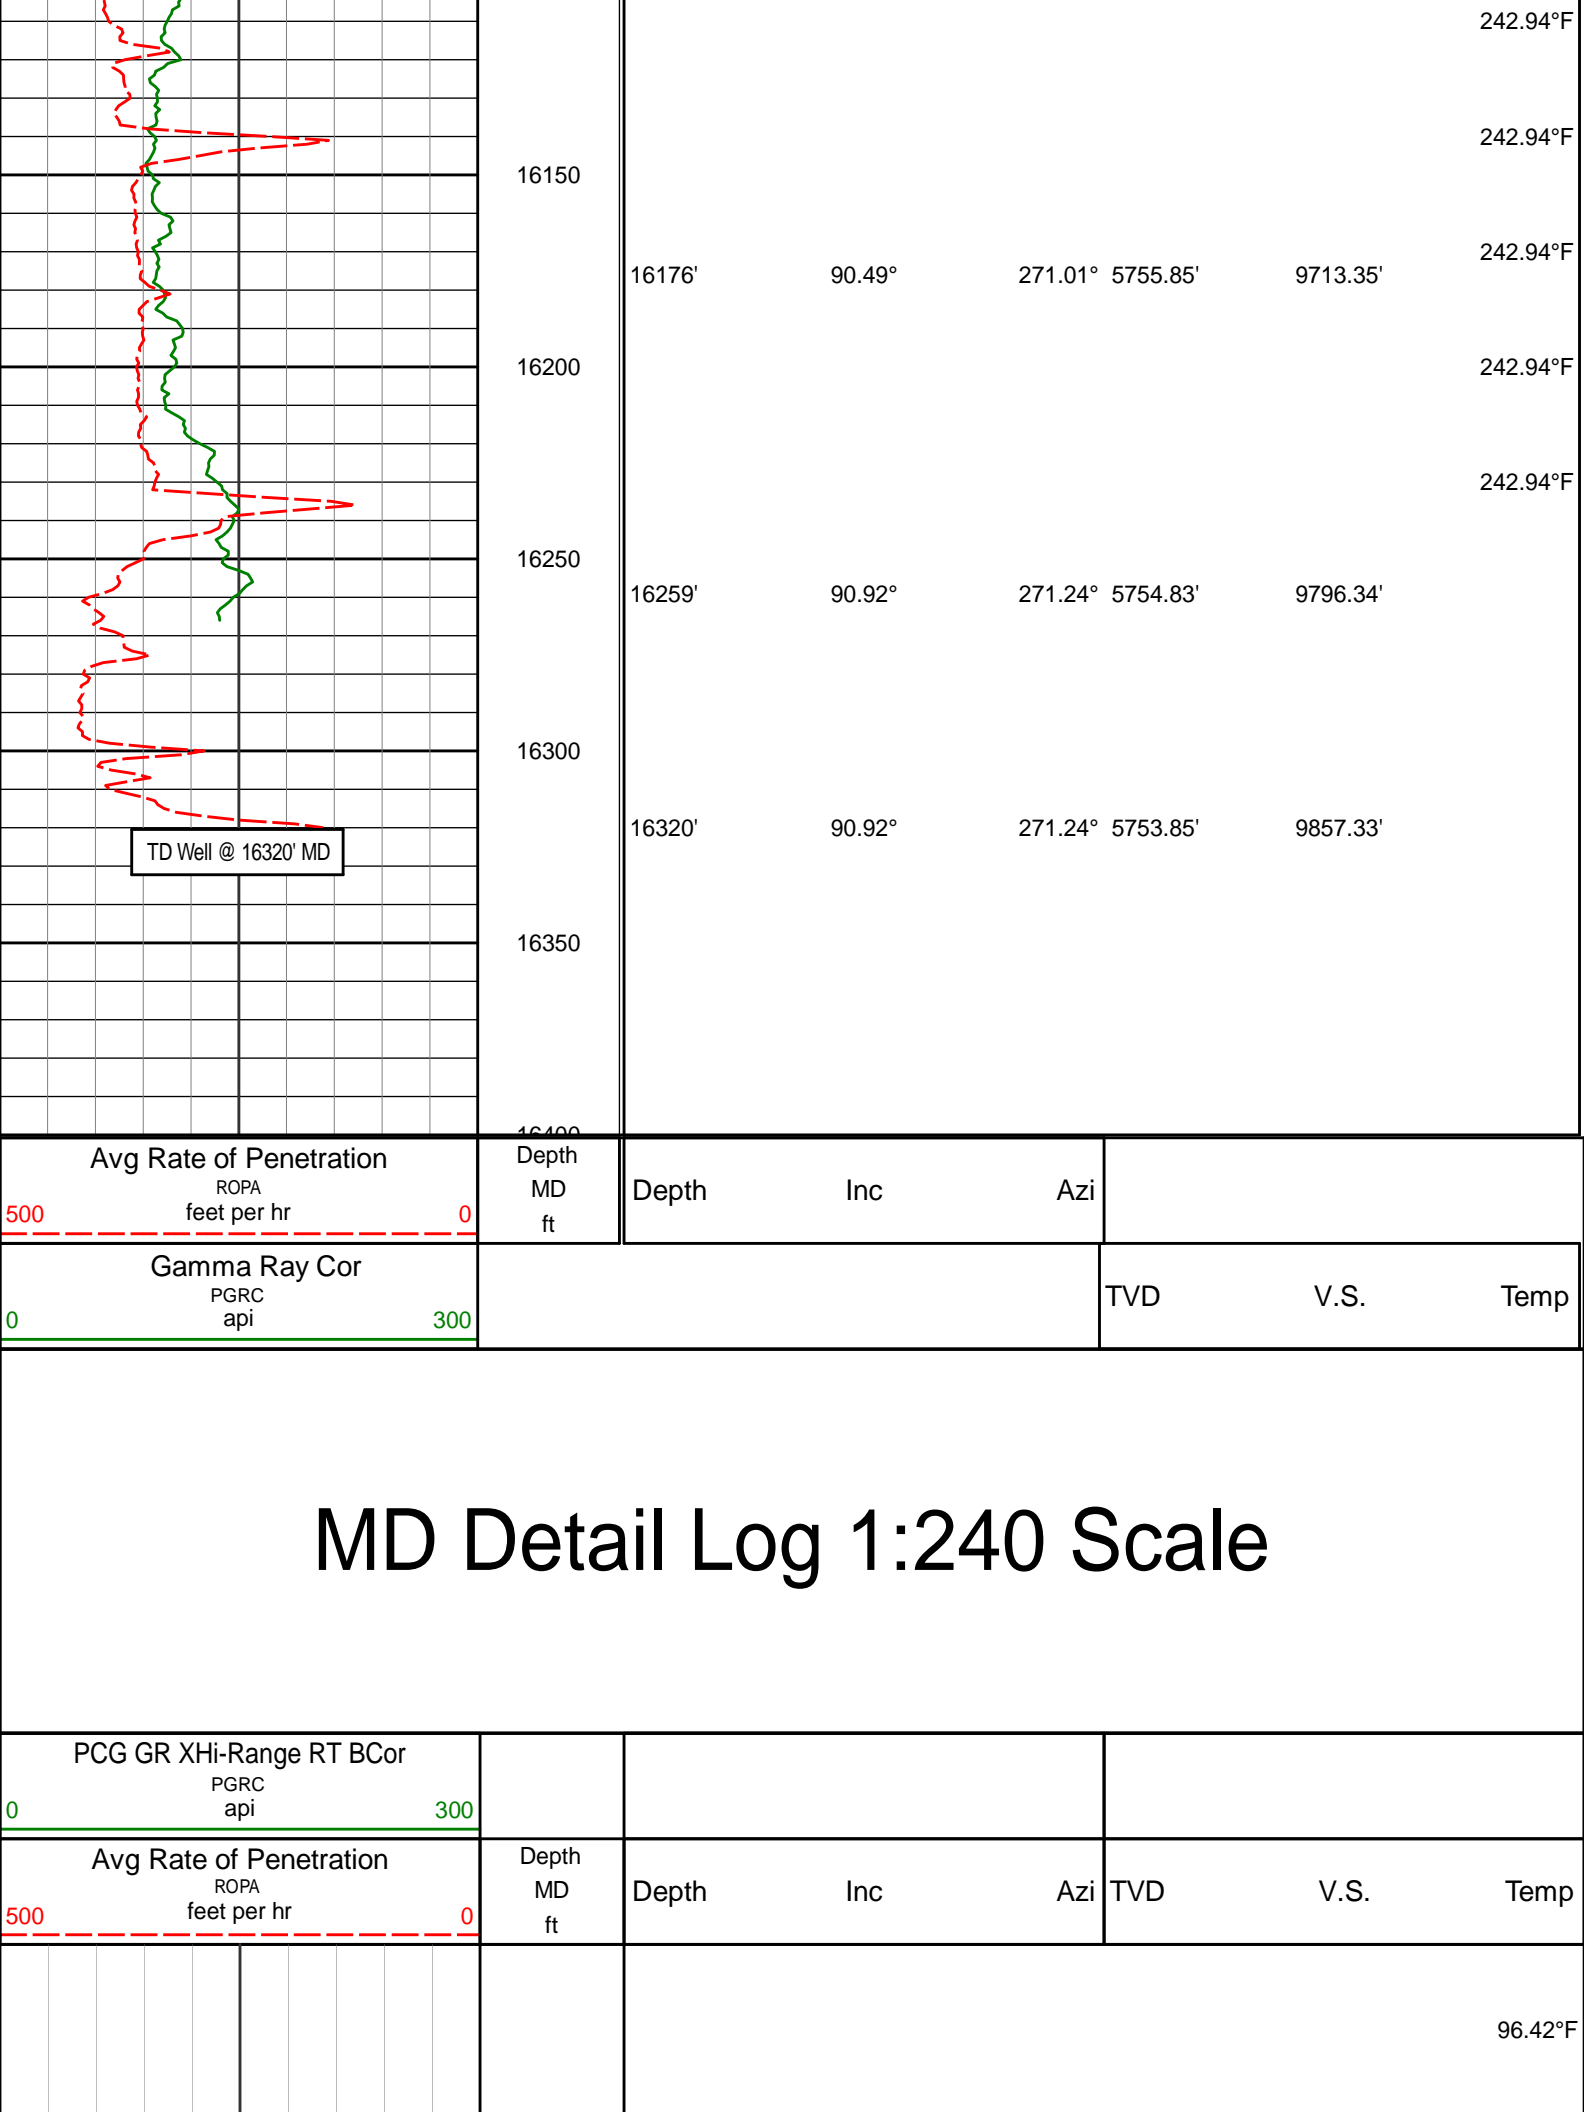 242.94°F
242.94°F
16150
242.94°F
16176' 90.49° 271.01° 5755.85' 9713.35'
16200 242.94°F
242.94°F
16250
16259' 90.92° 271.24° 5754.83' 9796.34'
16300
16320' 90.92° 271.24° 5753.85' 9857.33'
TD Well @ 16320' MD
16350
16400
Avg Rate of Penetration
ROPA
500 feet per hr 0
Depth
MD
ft
Depth Inc Azi
Gamma Ray Cor
PGRC
0 api 300
TVD V.S. Temp
MD Detail Log 1:240 Scale
PCG GR XHi-Range RT BCor
PGRC
0 api 300
Avg Rate of Penetration
ROPA
500 feet per hr 0
Depth
MD
ft
Depth Inc Azi TVD V.S. Temp
96.42°F